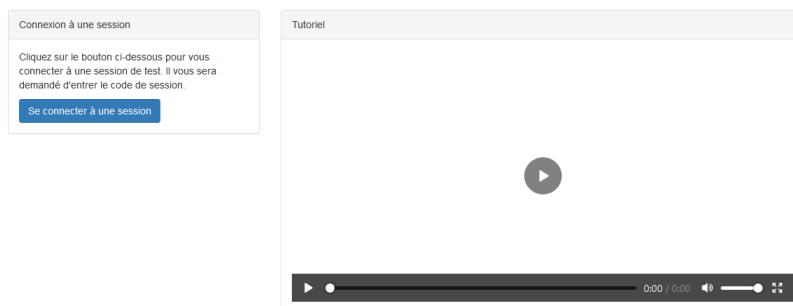 Connexion à une session
Cliquez sur le bouton ci-dessous pour vous
connecter à une session de test. Il vous sera
demandé d'entrer le code de session.
Se connecter à une session
Tutoriel
0:00 / 0:00